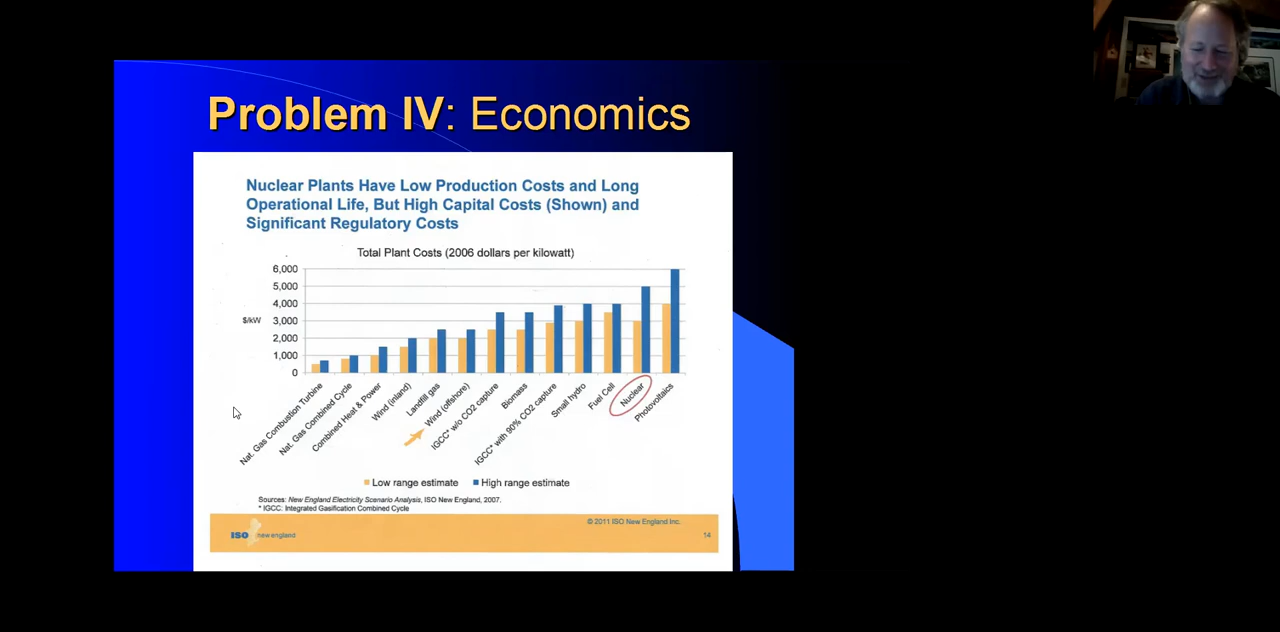 Problem IV: Economics
Nuclear Plants Have Low Production Costs and Long
Operational Life, But High Capital Costs (Shown) and
Significant Regulatory Costs
Total Plant Costs (2006 dollars per kilowatt)
6,000
5,000
4,000
3,000
2,000
1,000
0
$/kW
Nat. Gas Combustion Turbine
Nat. Gas Combined Cycle
Combined Heat & Power
Wind (inland)
Landfill gas
Wind (offshore)
IGCC* w/o CO2 capture
Biomass
IGCC* with 90% CO2 capture
Small hydro
Fuel Cell
Nuclear
Photovoltaics
Low range estimate High range estimate
Sources: New England Electricity Scenario Analysis, ISO New England, 2007.
* IGCC: Integrated Gasification Combined Cycle
© 2011 ISO New England Inc.
ISO new england
14